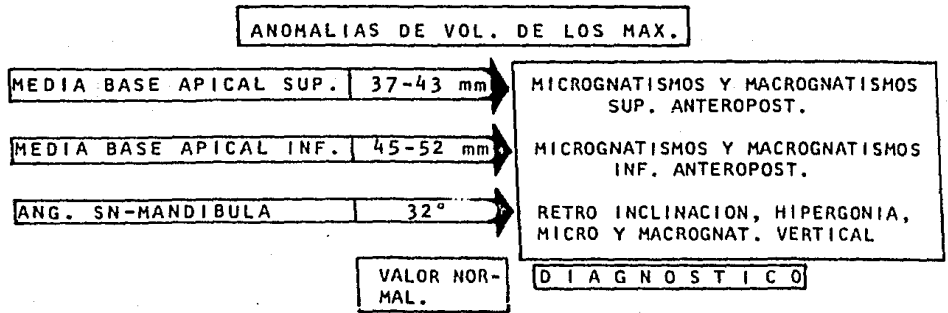 ANOMALIAS DE VOL. DE LOS MAX.
MEDIA BASE APICAL SUP. 37-43 mm
MICROGNATISMOS Y MACROGNATISMOS
SUP. ANTEROPOST.
MEDIA BASE APICAL INF. 45-52 mm
MICROGNATISMOS Y MACROGNATISMOS
INF. ANTEROPOST.
ANG. SN-MANDIBULA 32°
RETRO INCLINACION, HIPERGONIA,
MICRO Y MACROGNAT. VERTICAL
VALOR NOR-
MAL.
DIAGNOSTICO